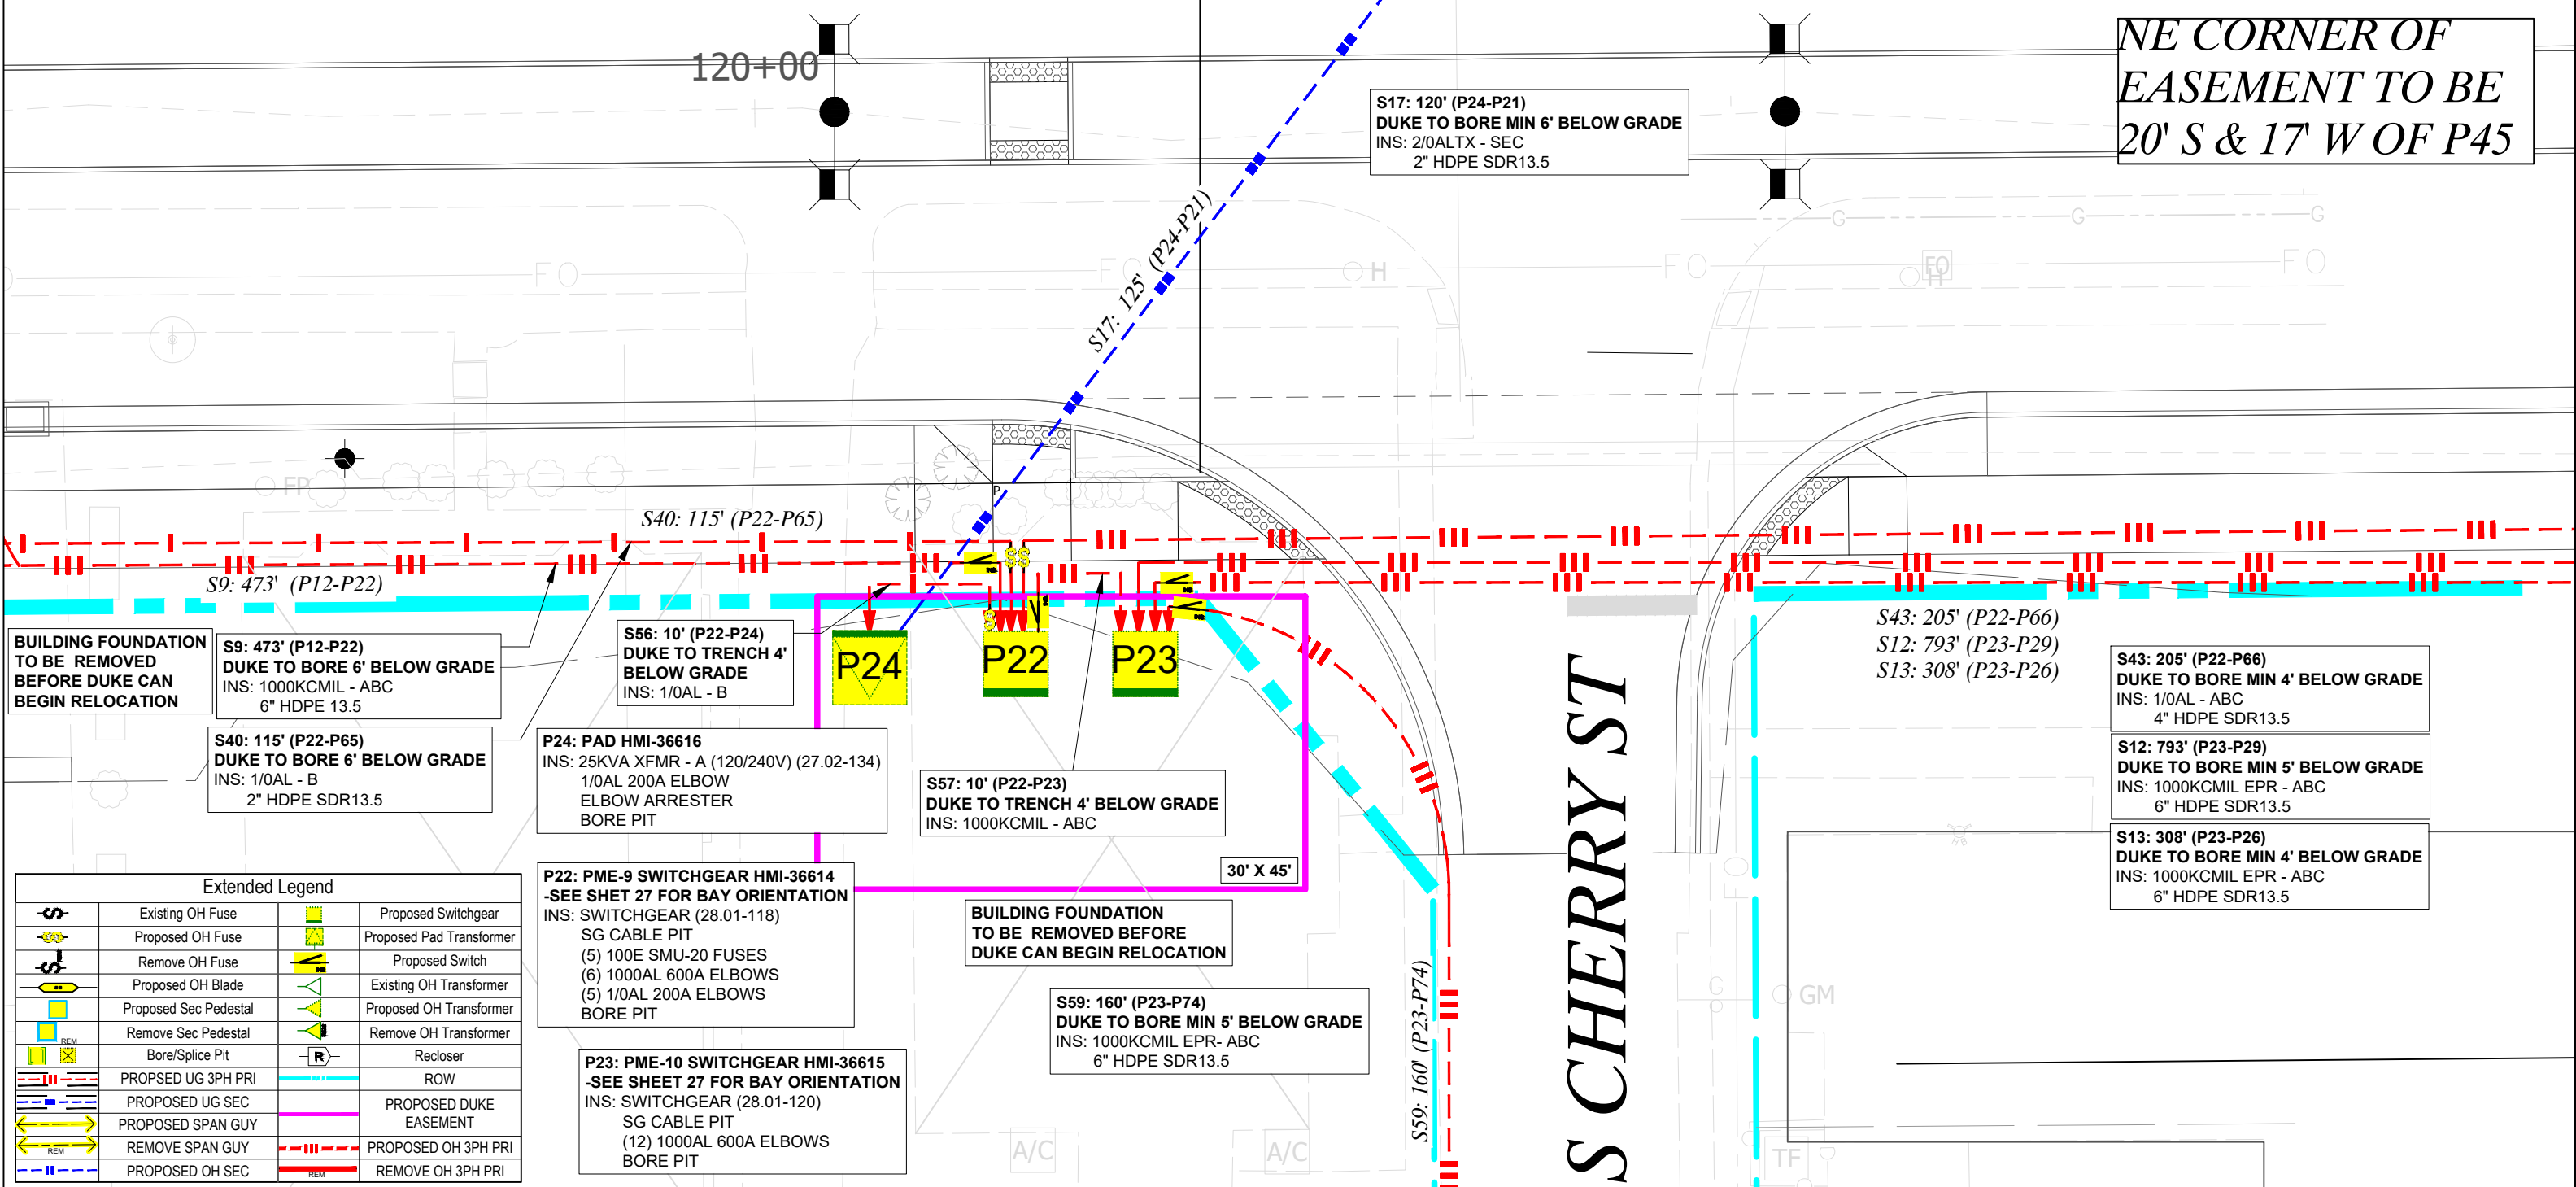 120+00
NE CORNER OF
EASEMENT TO BE
20' S & 17' W OF P45
S17: 120' (P24-P21)
DUKE TO BORE MIN 6' BELOW GRADE
INS: 2/0ALTX - SEC
2" HDPE SDR13.5
S17: 125' (P24-P21)
G
G
G
FO
FO
H
FO
FO
H
FO
FP
P
S40: 115' (P22-P65)
S9: 473' (P12-P22)
S
S
S
P24
P22
P23
BUILDING FOUNDATION
TO BE REMOVED
BEFORE DUKE CAN
BEGIN RELOCATION
S9: 473' (P12-P22)
DUKE TO BORE 6' BELOW GRADE
INS: 1000KCMIL - ABC
6" HDPE 13.5
S40: 115' (P22-P65)
DUKE TO BORE 6' BELOW GRADE
INS: 1/0AL - B
2" HDPE SDR13.5
S56: 10' (P22-P24)
DUKE TO TRENCH 4'
BELOW GRADE
INS: 1/0AL - B
P24: PAD HMI-36616
INS: 25KVA XFMR - A (120/240V) (27.02-134)
1/0AL 200A ELBOW
ELBOW ARRESTER
BORE PIT
S57: 10' (P22-P23)
DUKE TO TRENCH 4' BELOW GRADE
INS: 1000KCMIL - ABC
30' X 45'
P22: PME-9 SWITCHGEAR HMI-36614
-SEE SHET 27 FOR BAY ORIENTATION
INS: SWITCHGEAR (28.01-118)
SG CABLE PIT
(5) 100E SMU-20 FUSES
(6) 1000AL 600A ELBOWS
(5) 1/0AL 200A ELBOWS
BORE PIT
BUILDING FOUNDATION
TO BE REMOVED BEFORE
DUKE CAN BEGIN RELOCATION
S59: 160' (P23-P74)
DUKE TO BORE MIN 5' BELOW GRADE
INS: 1000KCMIL EPR- ABC
6" HDPE SDR13.5
P23: PME-10 SWITCHGEAR HMI-36615
-SEE SHEET 27 FOR BAY ORIENTATION
INS: SWITCHGEAR (28.01-120)
SG CABLE PIT
(12) 1000AL 600A ELBOWS
BORE PIT
S43: 205' (P22-P66)
S12: 793' (P23-P29)
S13: 308' (P23-P26)
S43: 205' (P22-P66)
DUKE TO BORE MIN 4' BELOW GRADE
INS: 1/0AL - ABC
4" HDPE SDR13.5
S12: 793' (P23-P29)
DUKE TO BORE MIN 5' BELOW GRADE
INS: 1000KCMIL EPR - ABC
6" HDPE SDR13.5
S13: 308' (P23-P26)
DUKE TO BORE MIN 4' BELOW GRADE
INS: 1000KCMIL EPR - ABC
6" HDPE SDR13.5
S CHERRY ST
S59: 160' (P23-P74)
FO
G
GM
TF
A/C
A/C
Extended Legend
Existing OH Fuse
Proposed Switchgear
Proposed OH Fuse
Proposed Pad Transformer
Remove OH Fuse
Proposed Switch
Proposed OH Blade
Existing OH Transformer
Proposed Sec Pedestal
Proposed OH Transformer
REM
Remove Sec Pedestal
Remove OH Transformer
Bore/Splice Pit
R
Recloser
PROPSED UG 3PH PRI
ROW
PROPOSED UG SEC
PROPOSED DUKE
EASEMENT
PROPOSED SPAN GUY
REM
REMOVE SPAN GUY
PROPOSED OH 3PH PRI
PROPOSED OH SEC
REM
REMOVE OH 3PH PRI